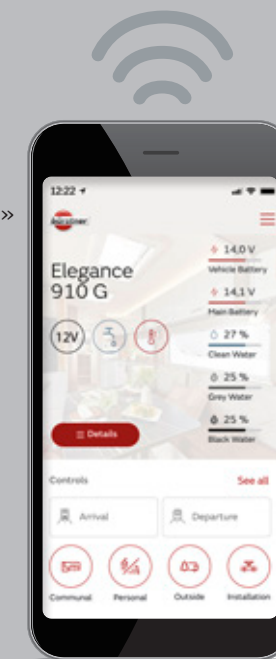 »
12:22
Elegance
910 G
12V
14,0 V
Vehicle Battery
14,1 V
Main Battery
27 %
Clean Water
25 %
Grey Water
25 %
Black Water
Details
Controls
See all
Arrival
Departure
Communal
Personal
Outside
Installation